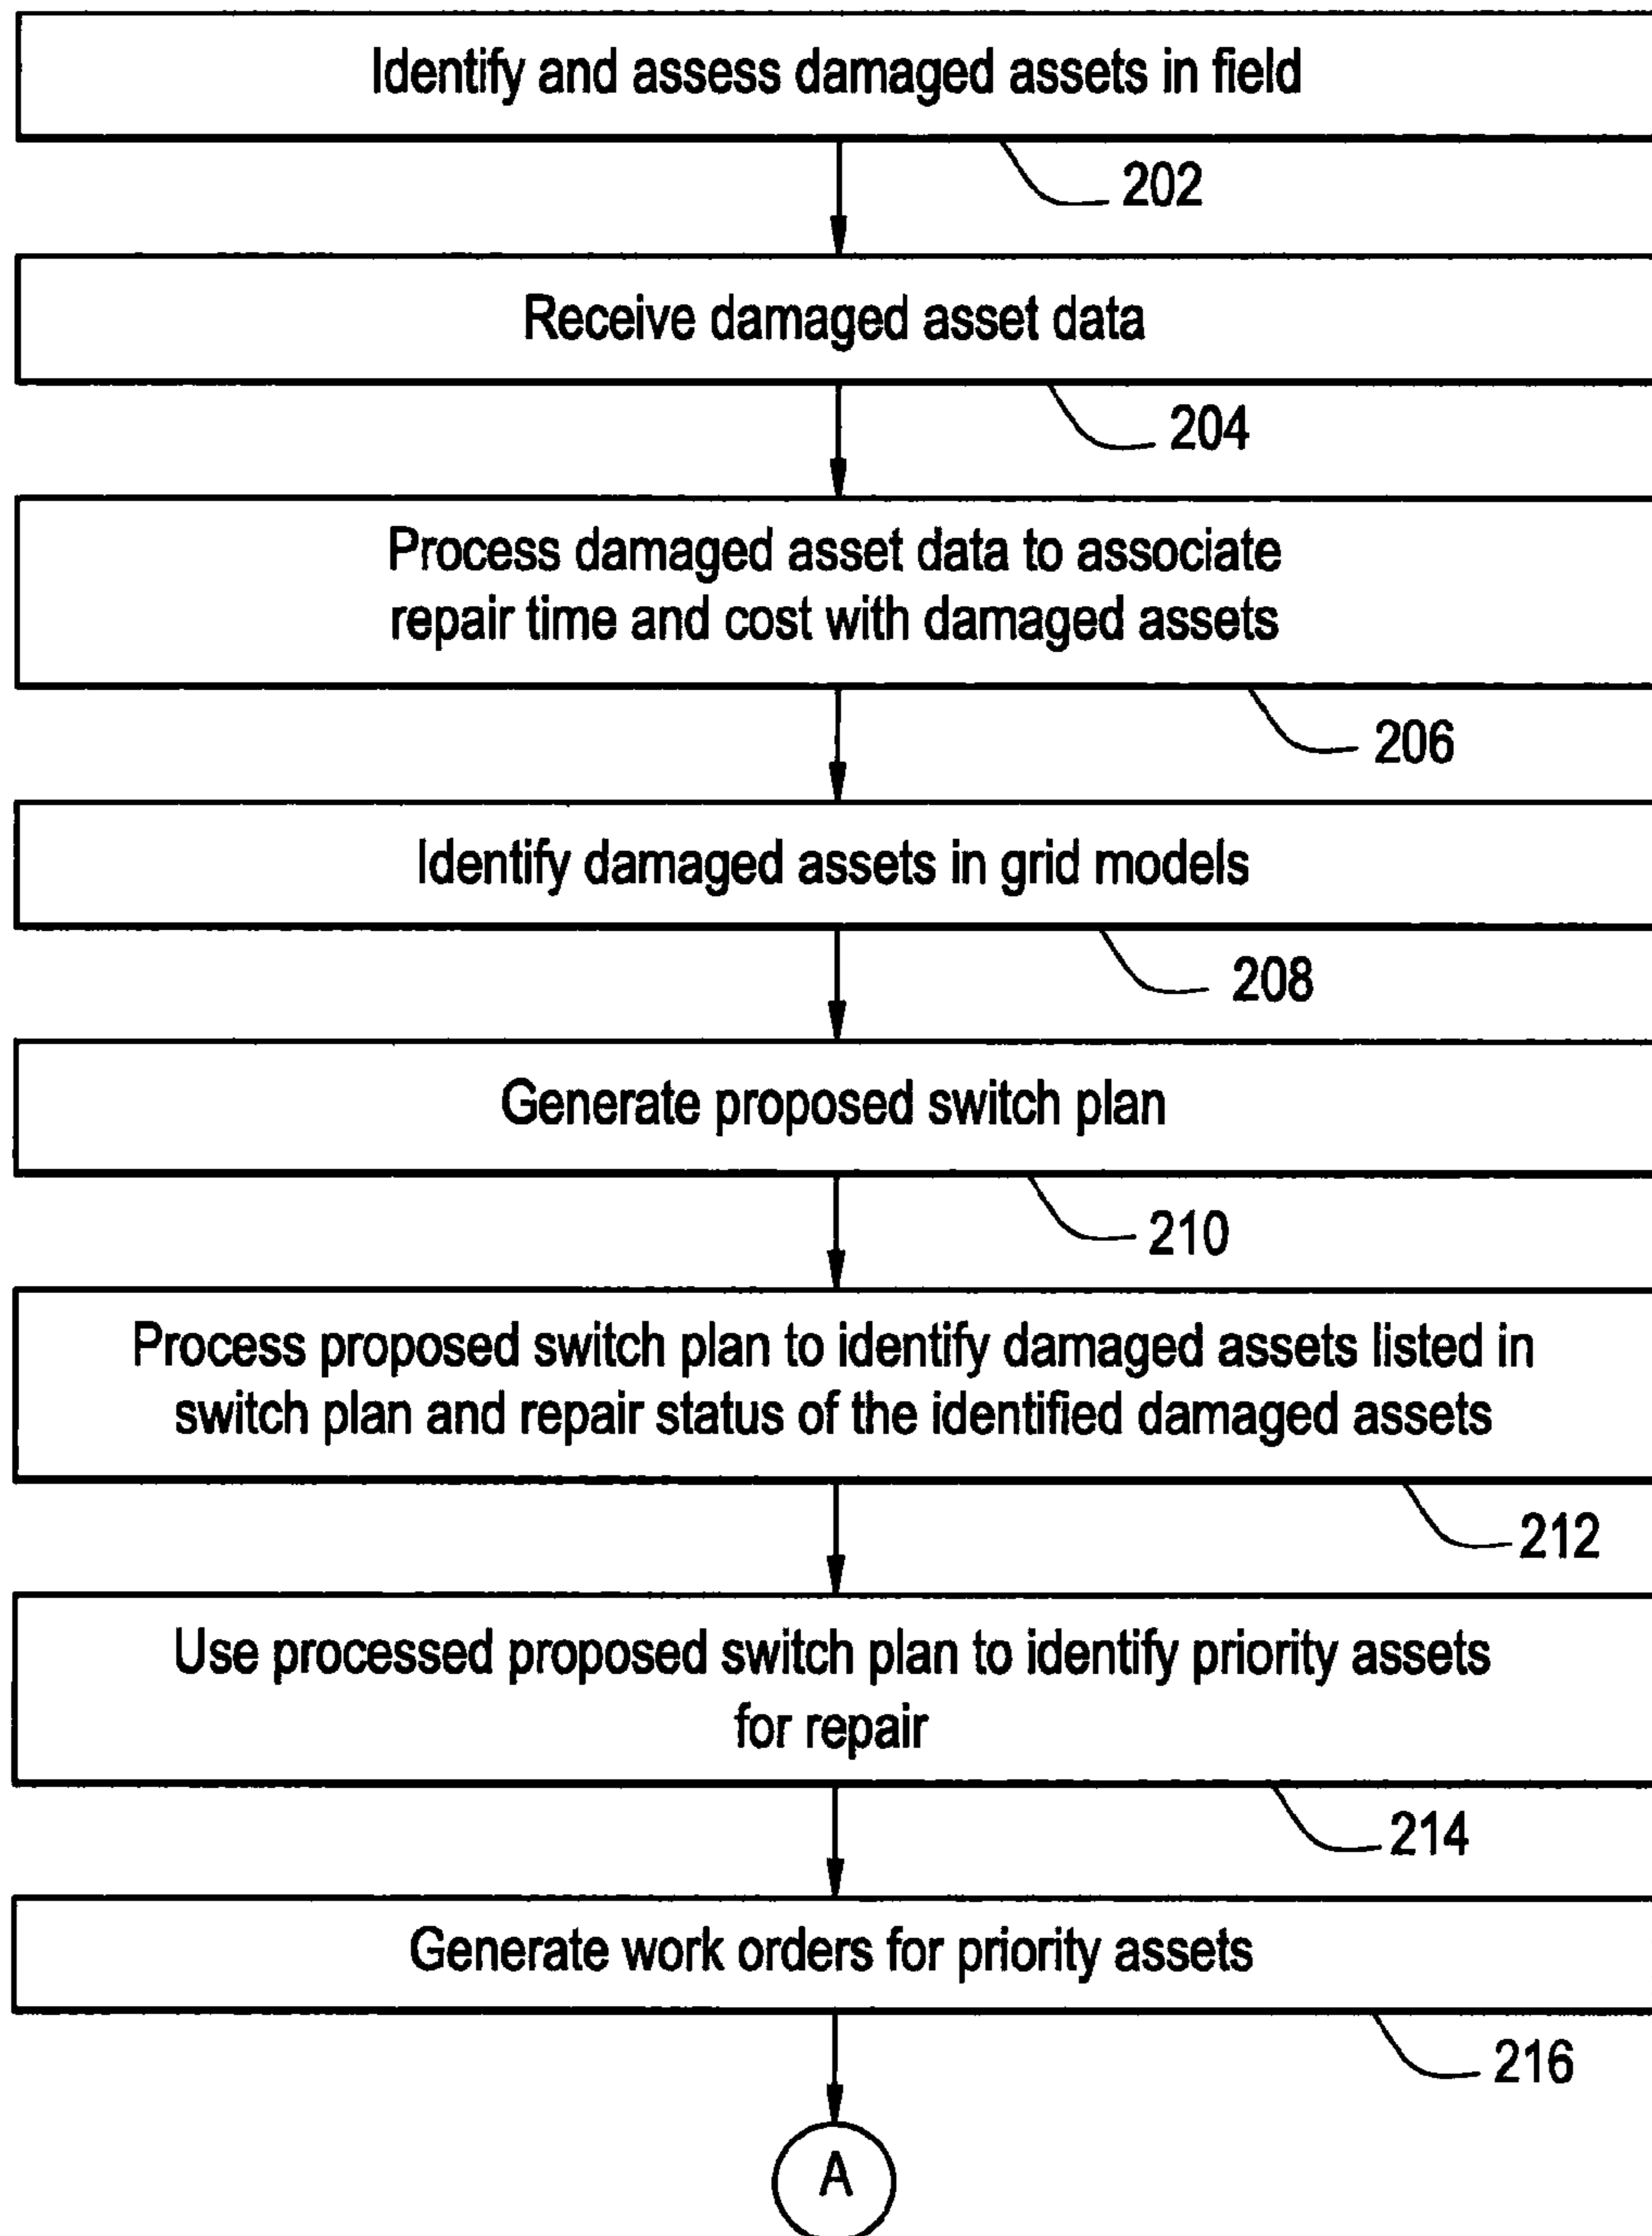 Identify and assess damaged assets in field
202
Receive damaged asset data
204
Process damaged asset data to associate
repair time and cost with damaged assets
206
Identify damaged assets in grid models
208
Generate proposed switch plan
210
Process proposed switch plan to identify damaged assets listed in
switch plan and repair status of the identified damaged assets
212
Use processed proposed switch plan to identify priority assets
for repair
214
Generate work orders for priority assets
216
A